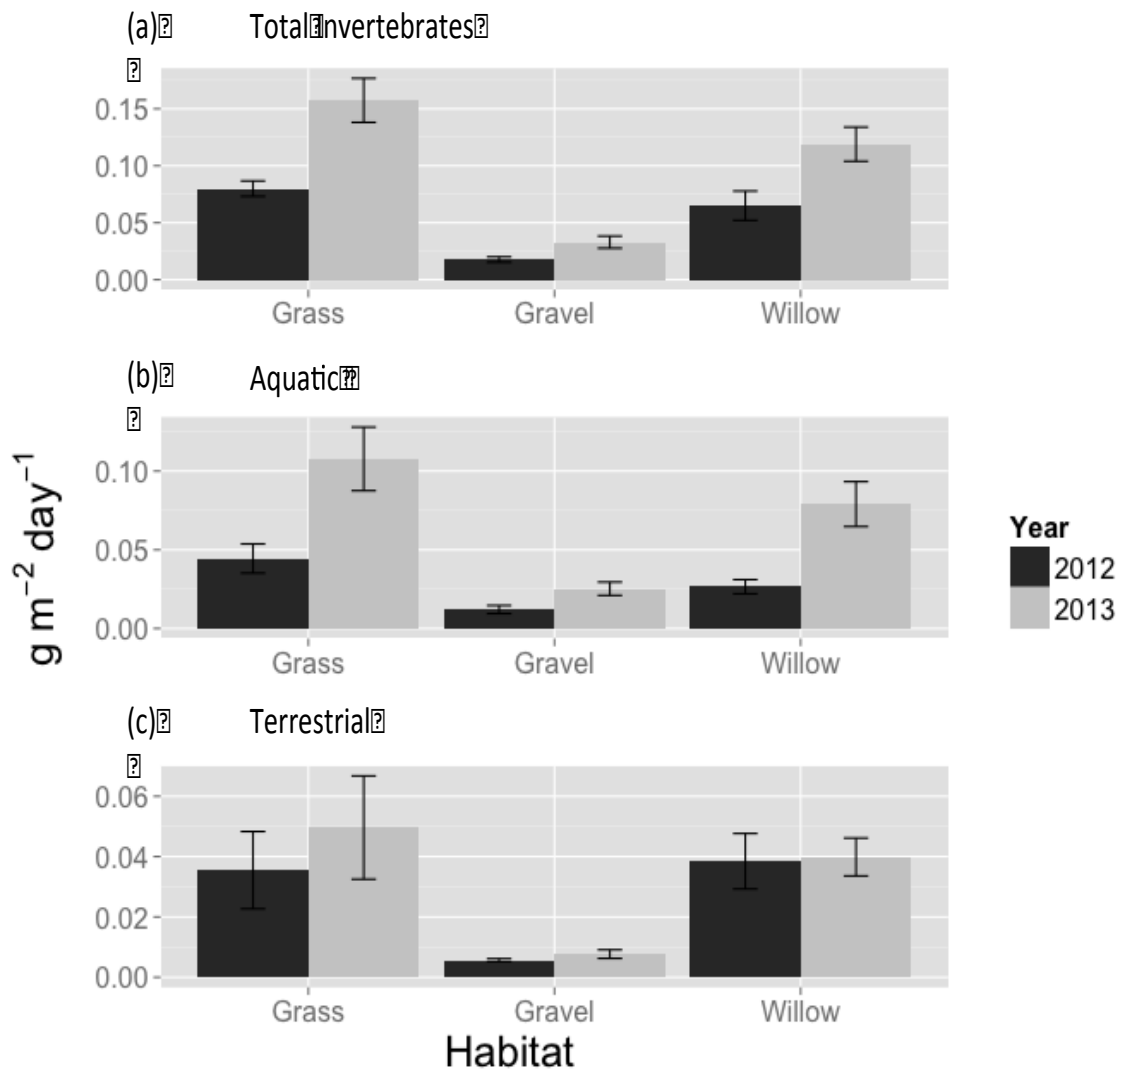 (a) Total Invertebrates
0.15
0.10
0.05
0.00
Grass Gravel Willow
(b) Aquatic
0.10
0.05
0.00
Grass Gravel Willow
g m⁻² day⁻¹
Year
2012
2013
(c) Terrestrial
0.06
0.04
0.02
0.00
Grass Gravel Willow
Habitat